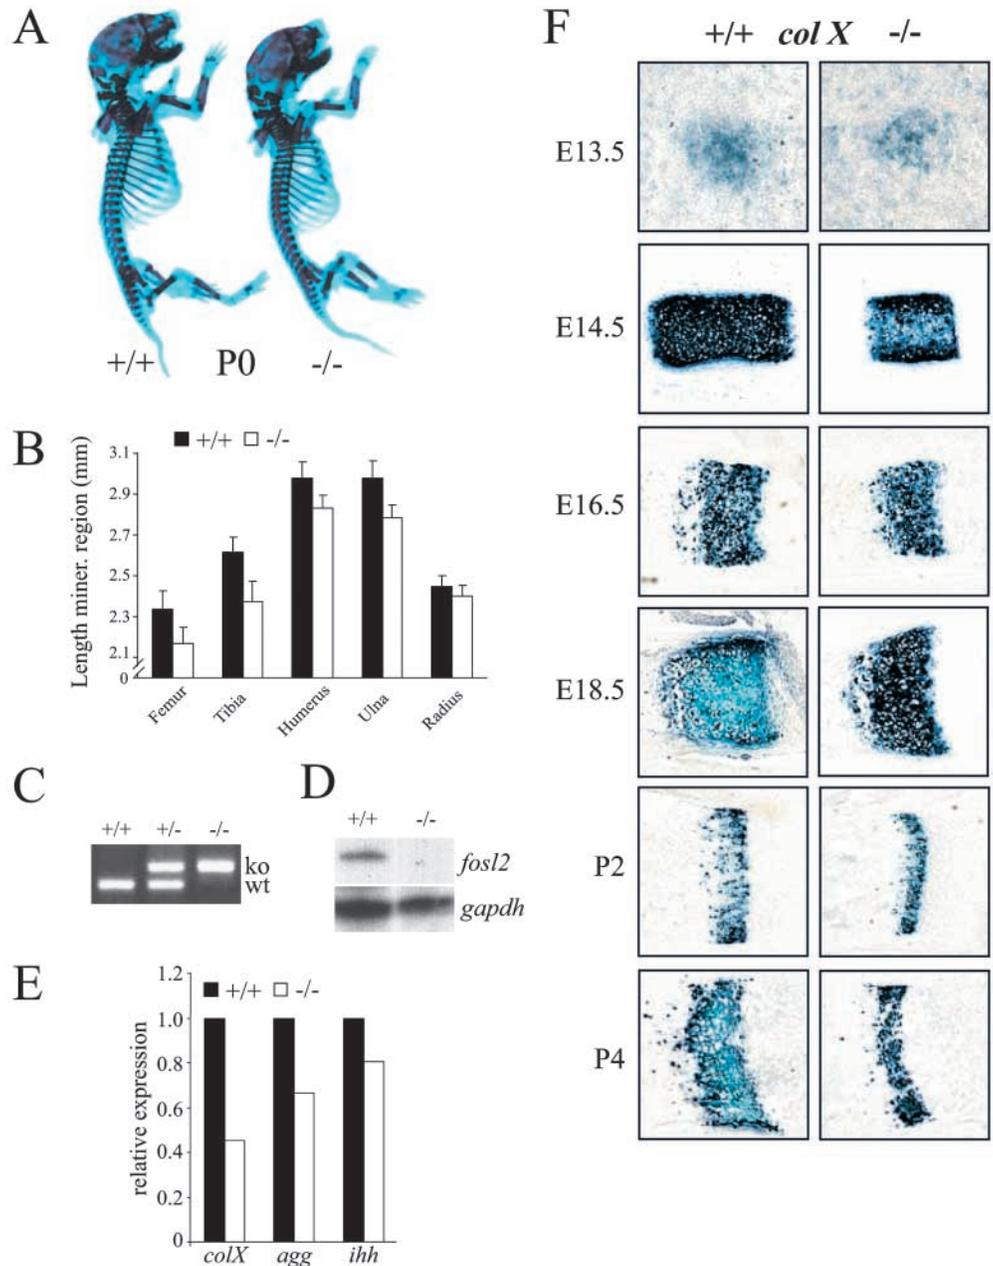 A
+/+ P0 -/-
B
+/+ -/-
Length miner. region (mm)
3.1
2.9
2.7
2.5
2.3
2.1
0
Femur Tibia Humerus Ulna Radius
C
+/+ +/- -/-
ko
wt
D
+/+ -/-
fosl2
gapdh
E
+/+ -/-
relative expression
1.2
1.0
0.8
0.6
0.4
0.2
0
colX agg ihh
F
+/+ col X -/-
E13.5
E14.5
E16.5
E18.5
P2
P4